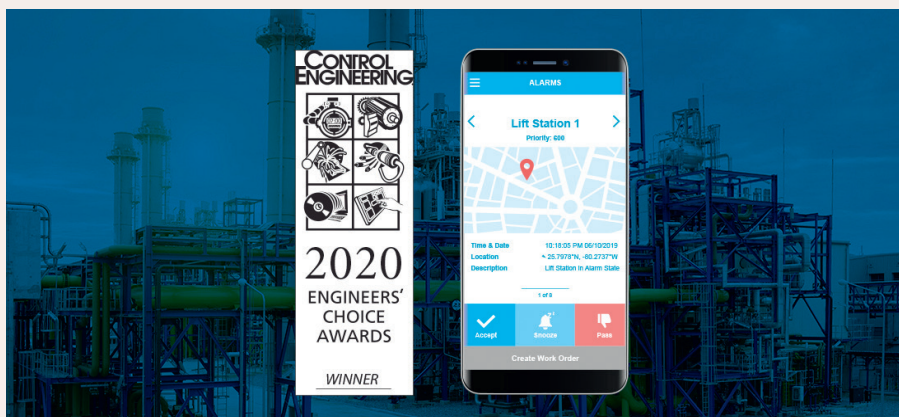 CONTROL
ENGINEERING
2020
ENGINEERS'
CHOICE
AWARDS
WINNER
ALARMS
Lift Station 1
Priority: 600
Time & Date 10:18:05 PM 06/10/2019
Location 25.7978°N, -80.2737°W
Description Lift Station in Alarm State
1 of 8
Accept Snooze Pass
Create Work Order